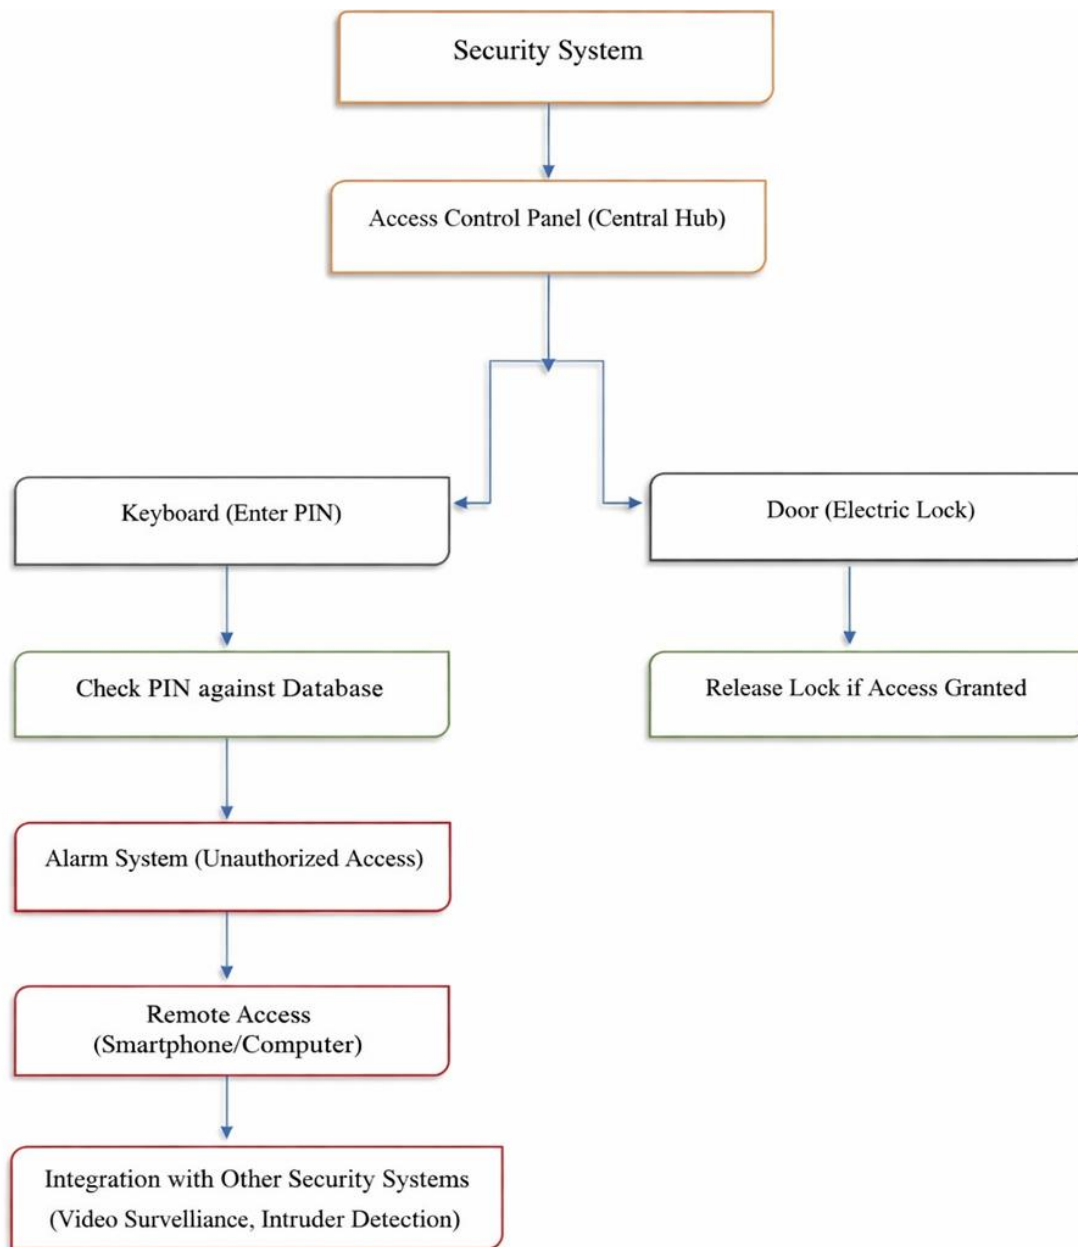 Security System
Access Control Panel (Central Hub)
Keyboard (Enter PIN)
Door (Electric Lock)
Check PIN against Database
Release Lock if Access Granted
Alarm System (Unauthorized Access)
Remote Access
(Smartphone/Computer)
Integration with Other Security Systems
(Video Survelliance, Intruder Detection)